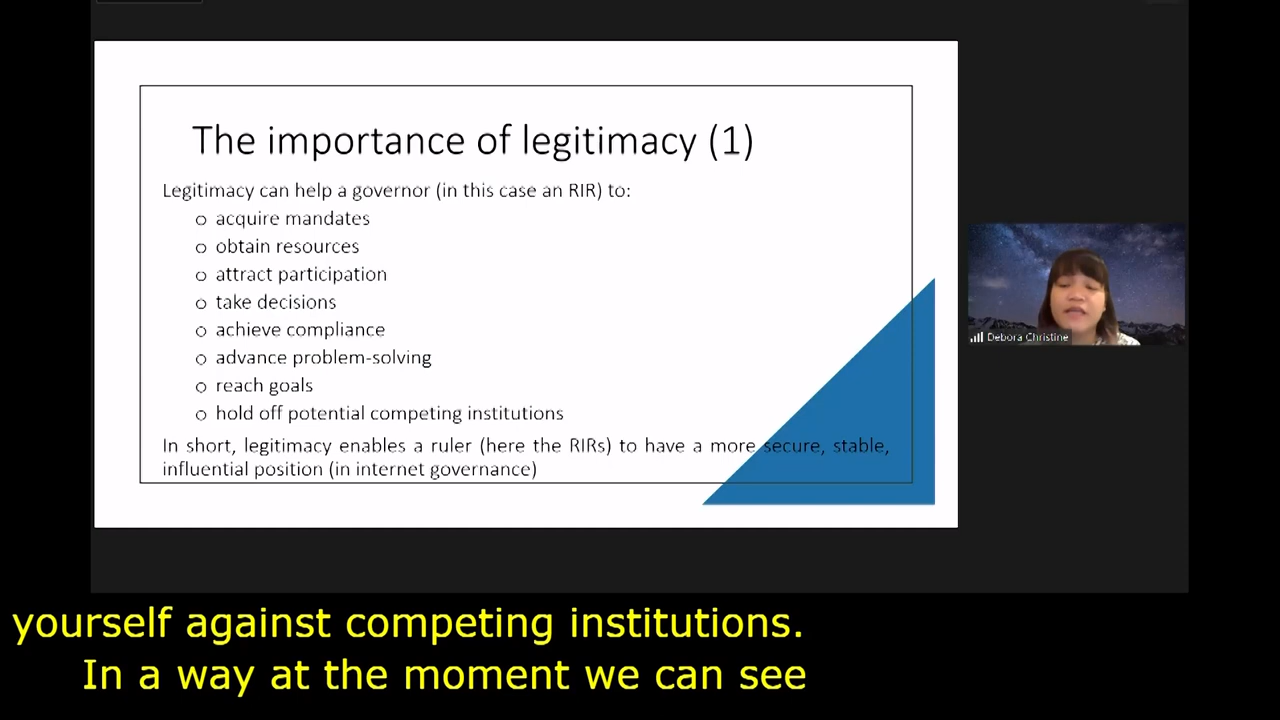 The importance of legitimacy (1)
Legitimacy can help a governor (in this case an RIR) to:
o acquire mandates
o obtain resources
o attract participation
o take decisions
o achieve compliance
o advance problem-solving
o reach goals
o hold off potential competing institutions
In short, legitimacy enables a ruler (here the RIRs) to have a more secure, stable,
influential position (in internet governance)
Debora Christine
yourself against competing institutions.
In a way at the moment we can see